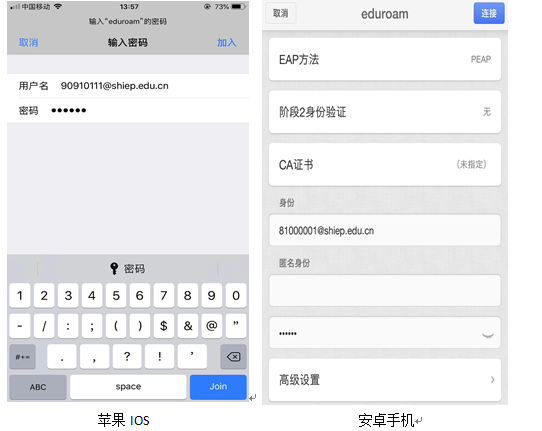 中国移动 13:57 73%
输入“eduroam”的密码
取消 输入密码 加入
用户名 90910111@shiep.edu.cn
密码 ••••••
密码
1 2 3 4 5 6 7 8 9 0
- / : ; ( ) $ & @ ”
#+= . , ? ! ’
ABC space Join
苹果 IOS
取消 eduroam 连接
EAP方法 PEAP
阶段2身份验证 无
CA证书 （未指定）
身份
81000001@shiep.edu.cn
匿名身份
••••••
高级设置
安卓手机